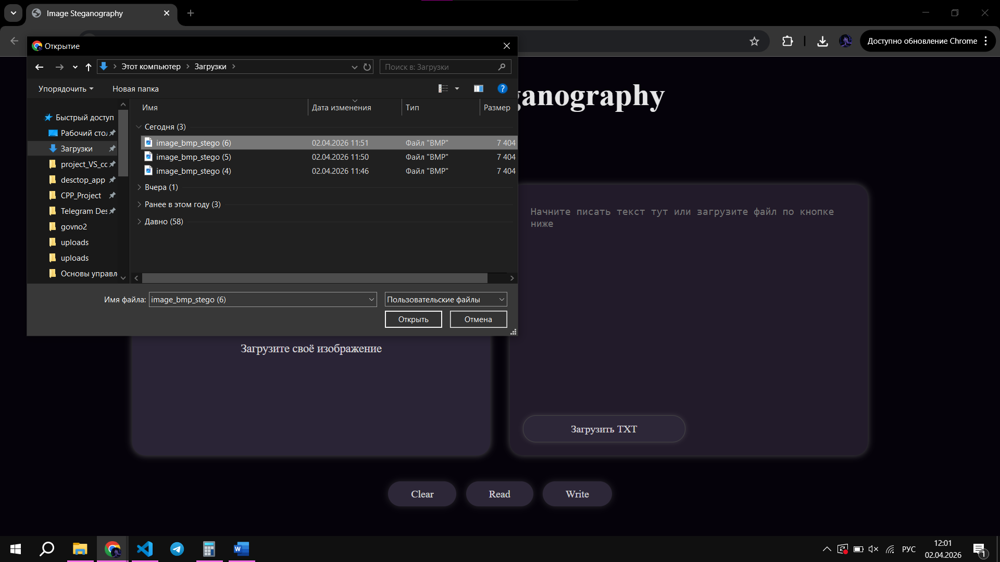 Image Steganography
Доступно обновление Chrome
Открытие
Этот компьютер
Загрузки
Поиск в: Загрузки
Упорядочить
Новая папка
?
ganography
Имя
Дата изменения
Тип
Размер
Быстрый доступ
Рабочий стол
Загрузки
project_VS_cc
desctop_app
CPP_Project
Telegram Des
govno2
uploads
uploads
Основы управл
Сегодня (3)
image_bmp_stego (6) 02.04.2026 11:51 Файл "BMP" 7 404
image_bmp_stego (5) 02.04.2026 11:50 Файл "BMP" 7 404
image_bmp_stego (4) 02.04.2026 11:46 Файл "BMP" 7 404
Вчера (1)
Ранее в этом году (3)
Давно (58)
Имя файла: image_bmp_stego (6)
Пользовательские файлы
Открыть
Отмена
Загрузите своё изображение
Начните писать текст тут или загрузите файл по кнопке
ниже
Загрузить TXT
Clear
Read
Write
W
РУС
12:01
02.04.2026
1